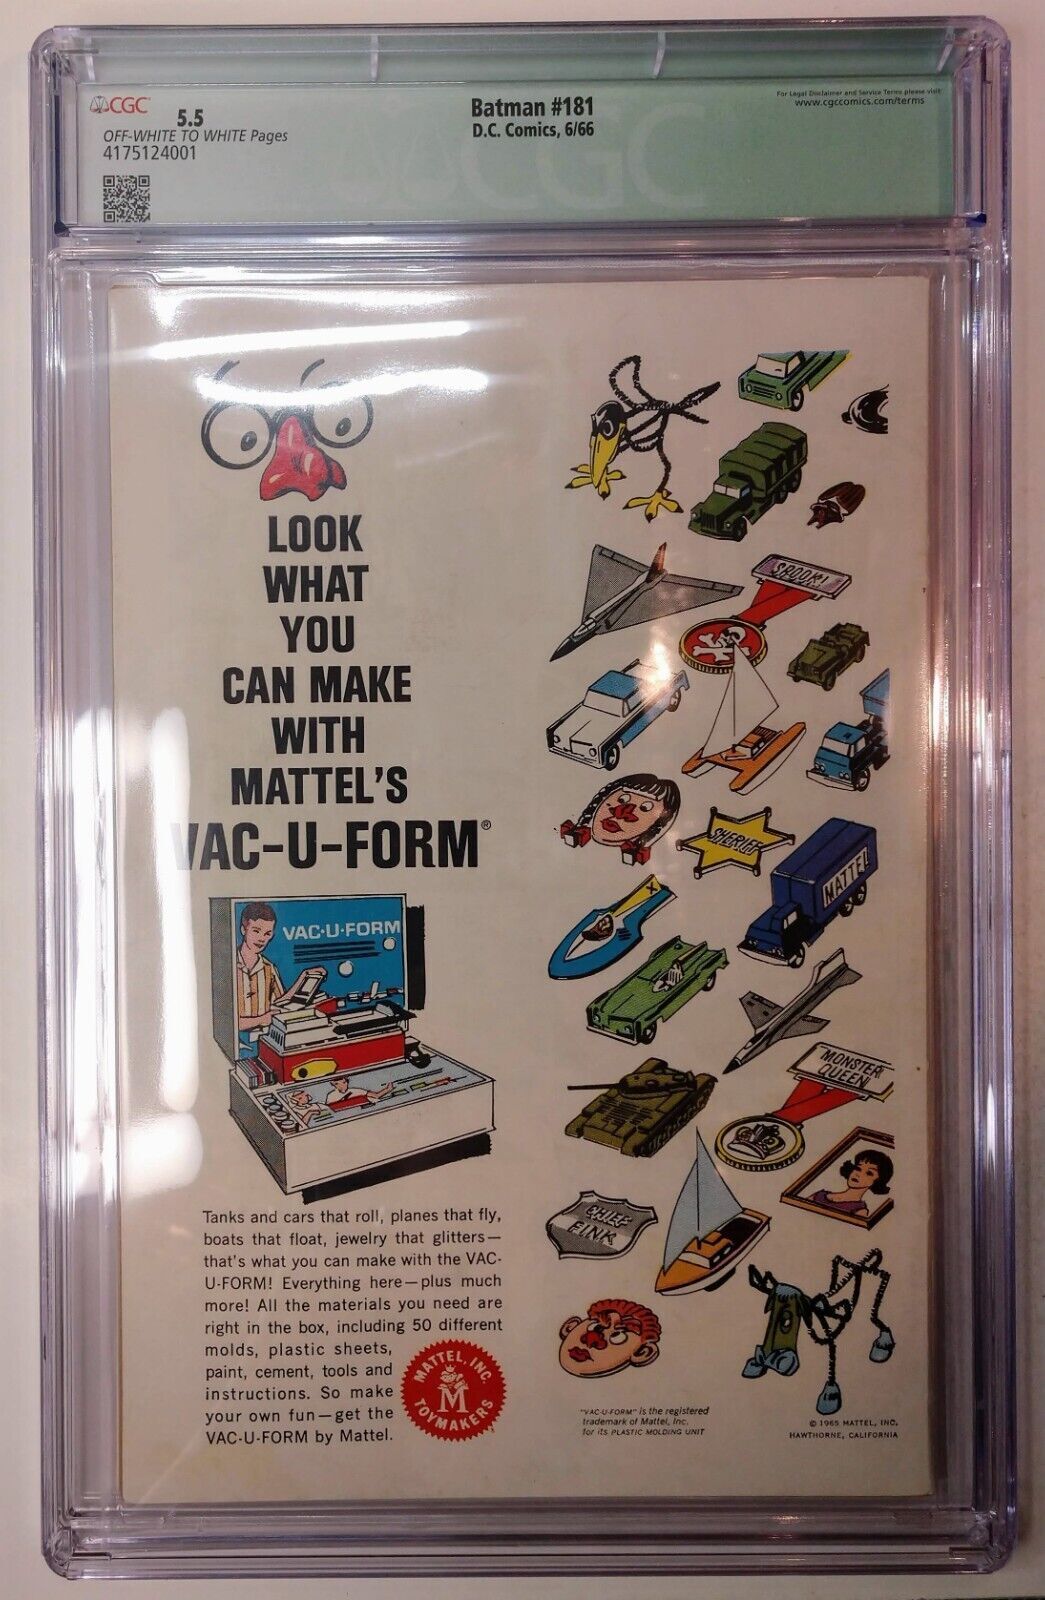 CGC
5.5
OFF-WHITE TO WHITE Pages
4175124001
Batman #181
D.C. Comics, 6/66
For Legal Disclaimer and Service Terms please visit
www.cgccomics.com/terms
CGC
LOOK
WHAT
YOU
CAN MAKE
WITH
MATTEL'S
VAC-U-FORM®
VAC-U-FORM
Tanks and cars that roll, planes that fly,
boats that float, jewelry that glitters—
that's what you can make with the VAC-
U-FORM! Everything here—plus much
more! All the materials you need are
right in the box, including 50 different
molds, plastic sheets,
paint, cement, tools and
instructions. So make
your own fun—get the
VAC-U-FORM by Mattel.
MATTEL, INC.
M
TOYMAKERS
SPOOK!
SHERIFF
MATTEL
X
MONSTER
QUEEN
CHIEF
FINK
"VAC-U-FORM" is the registered
trademark of Mattel, Inc.
for its PLASTIC MOLDING UNIT
© 1965 MATTEL, INC.
HAWTHORNE, CALIFORNIA